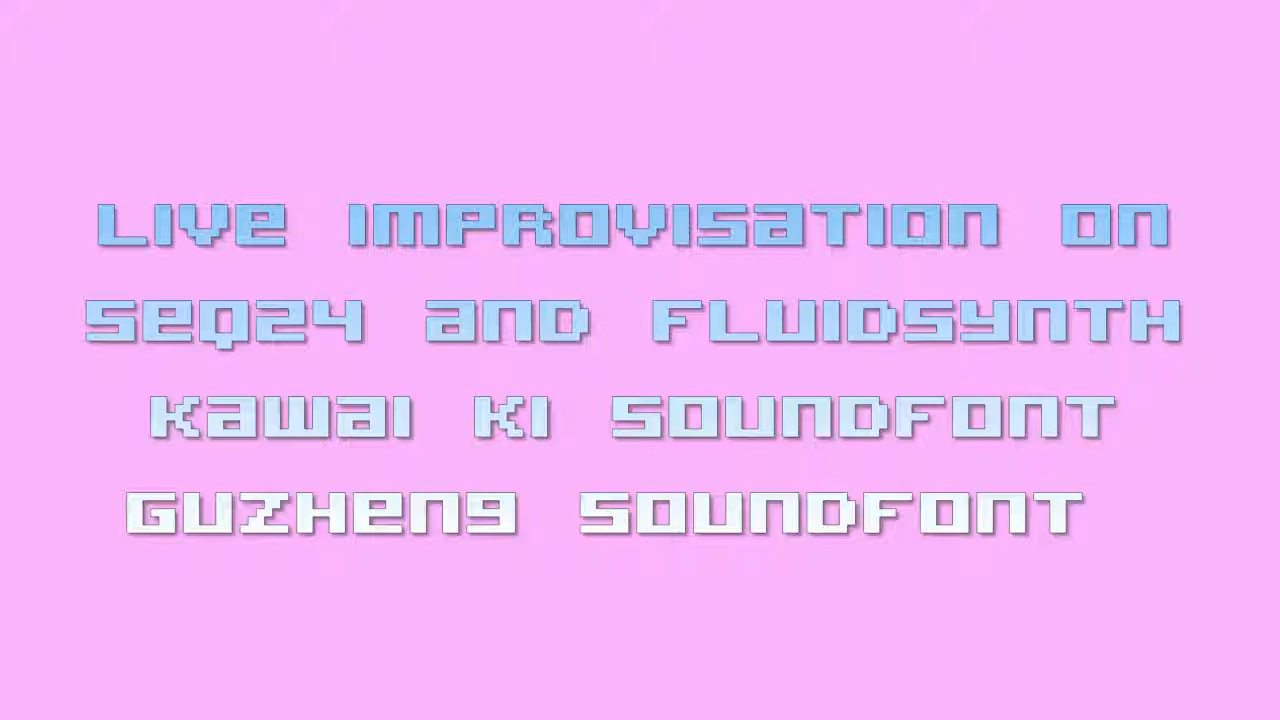 Live Improvisation on
seq24 and Fluidsynth
Kawai K1 Soundfont
Guzheng Soundfont